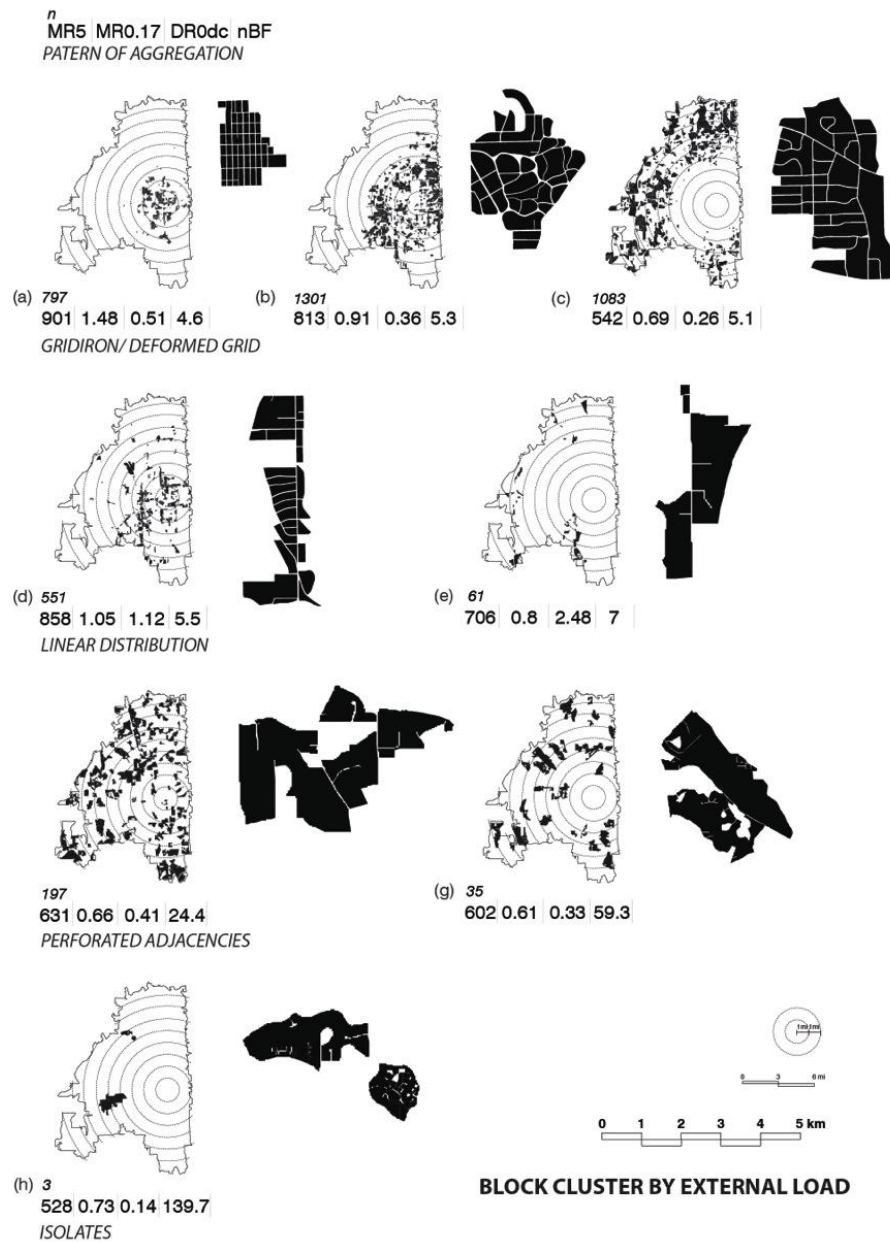 n
MR5 MR0.17 DR0dc nBF
PATERN OF AGGREGATION
(a) 797 (b) 1301 (c) 1083
901 1.48 0.51 4.6 813 0.91 0.36 5.3 542 0.69 0.26 5.1
GRIDIRON/ DEFORMED GRID
(d) 551 (e) 61
858 1.05 1.12 5.5 706 0.8 2.48 7
LINEAR DISTRIBUTION
197 (g) 35
631 0.66 0.41 24.4 602 0.61 0.33 59.3
PERFORATED ADJACENCIES
1mi 1mi
0 3 6 mi
0 1 2 3 4 5 km
(h) 3
528 0.73 0.14 139.7
BLOCK CLUSTER BY EXTERNAL LOAD
ISOLATES